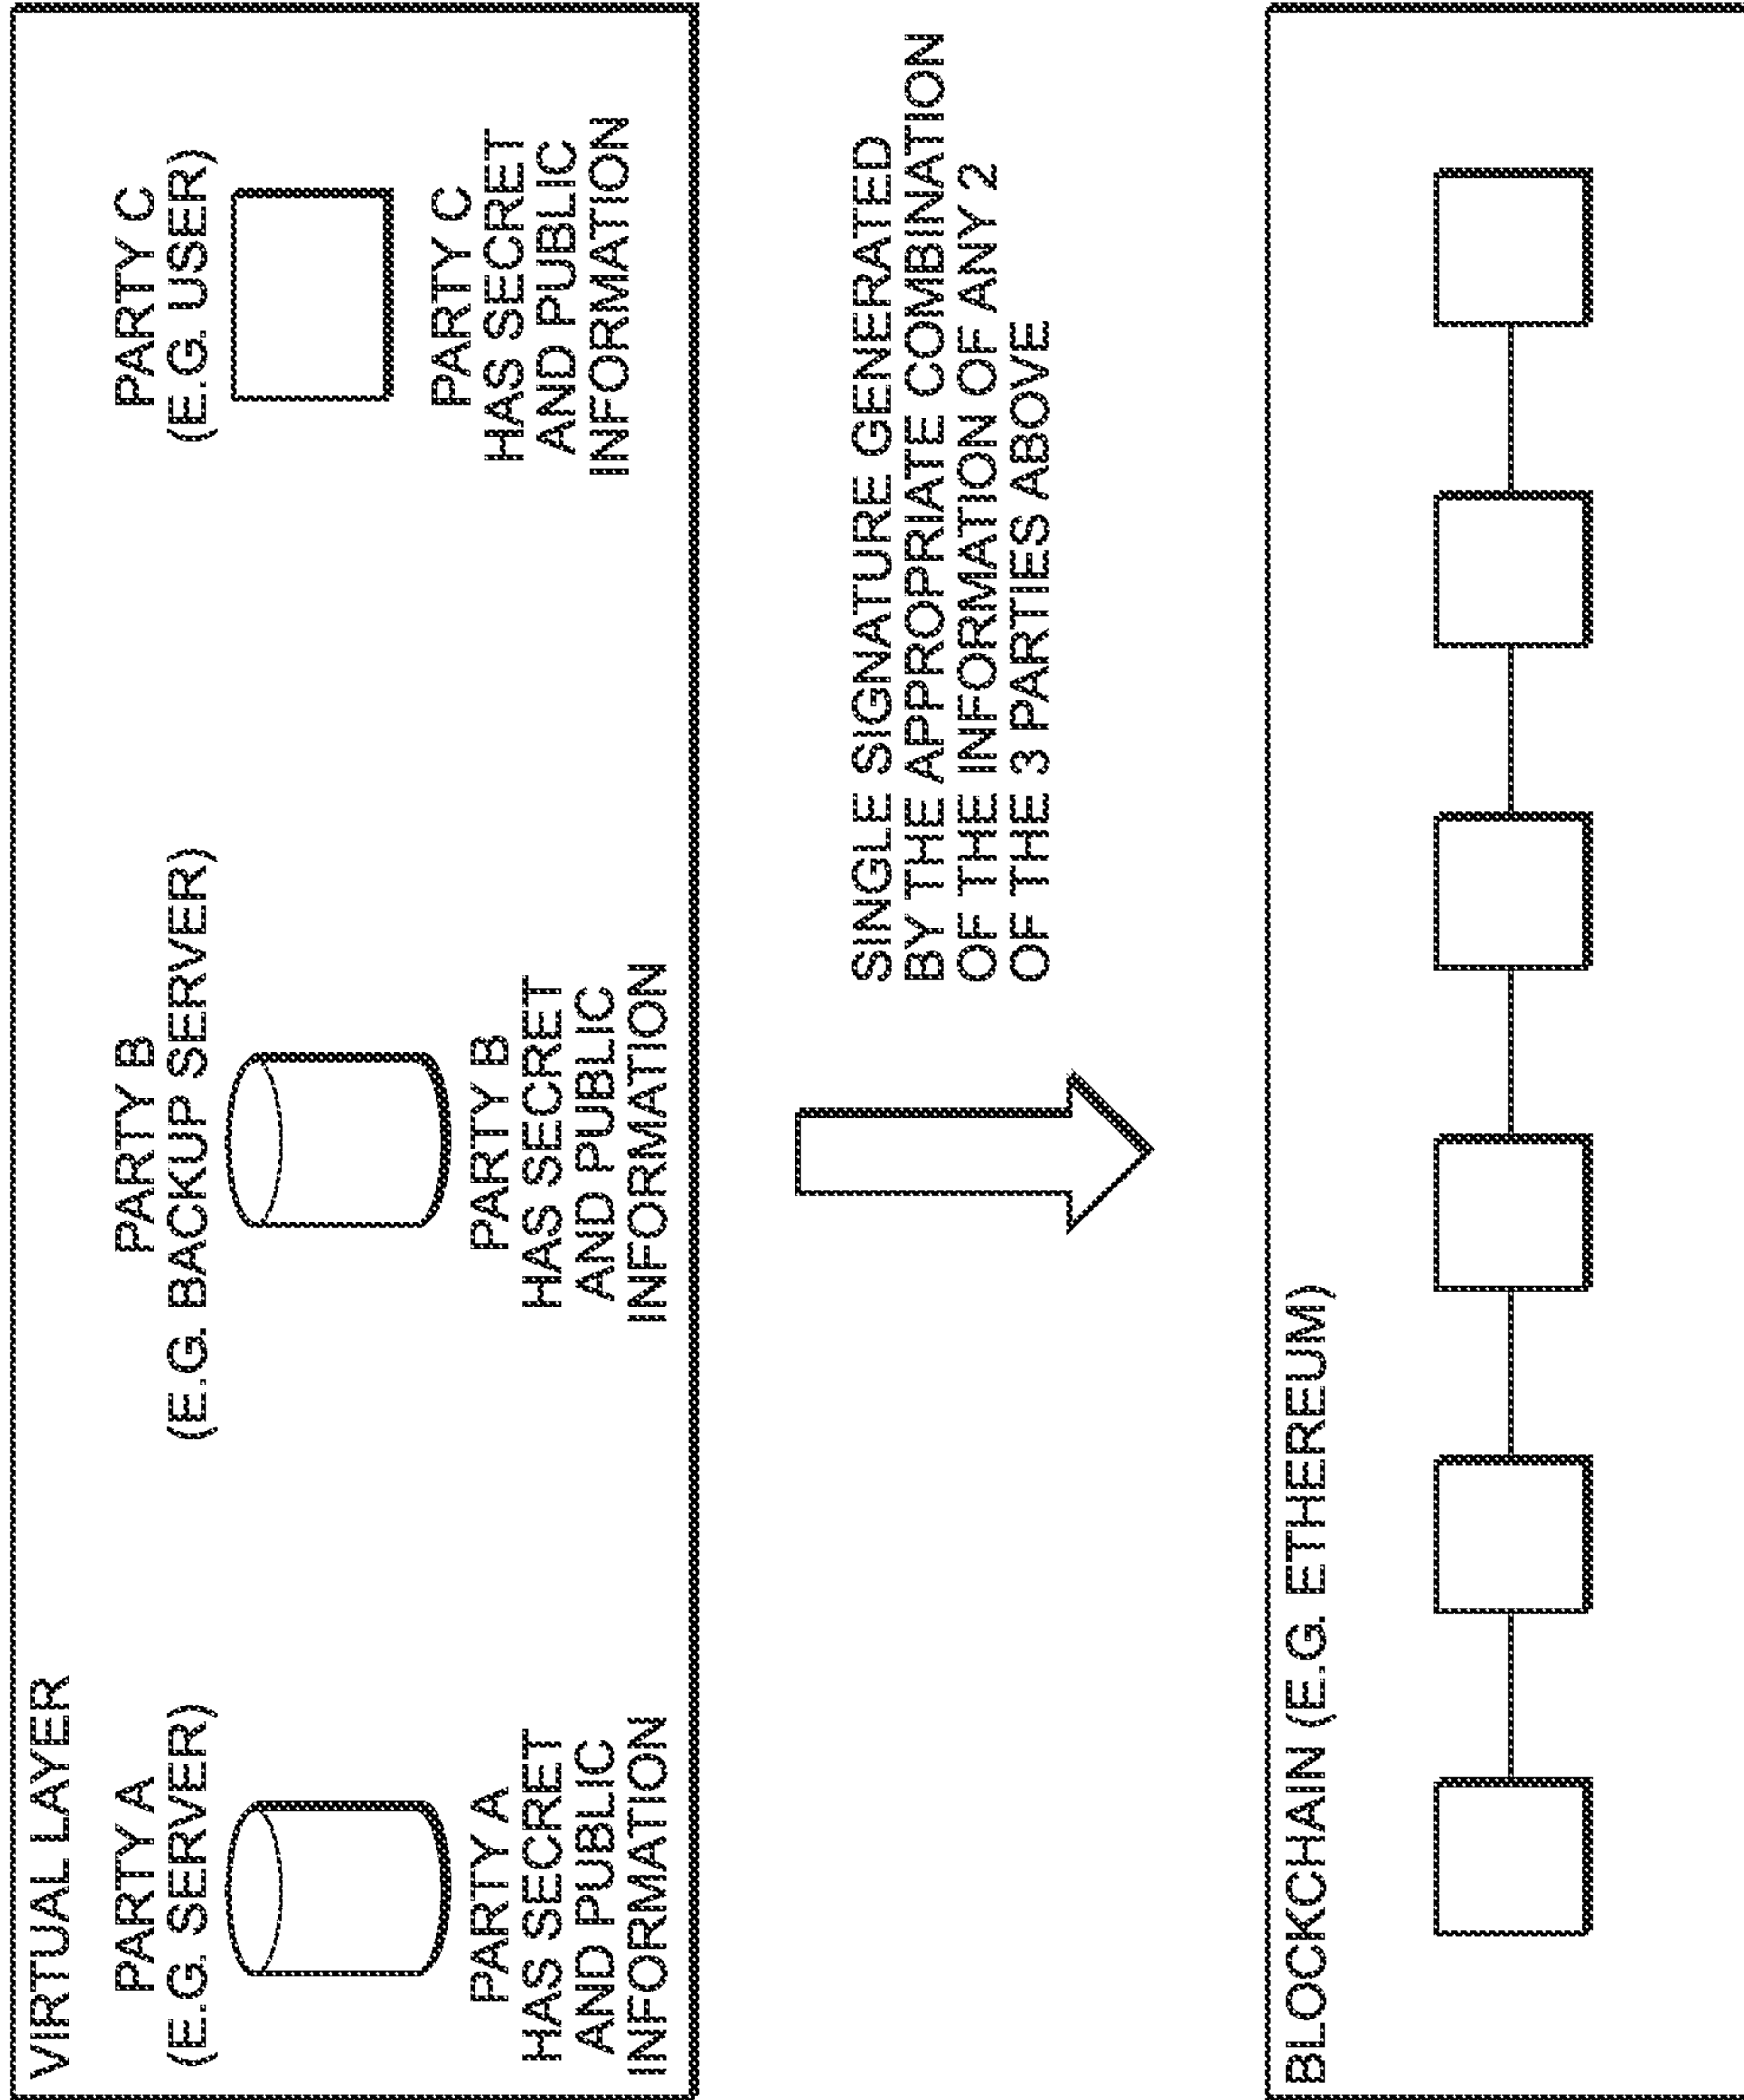 VIRTUAL LAYER
PARTY A
(E.G. SERVER)
PARTY A
HAS SECRET
AND PUBLIC
INFORMATION
PARTY B
(E.G. BACKUP SERVER)
PARTY B
HAS SECRET
AND PUBLIC
INFORMATION
PARTY C
(E.G. USER)
PARTY C
HAS SECRET
AND PUBLIC
INFORMATION
SINGLE SIGNATURE GENERATED
BY THE APPROPRIATE COMBINATION
OF THE INFORMATION OF ANY 2
OF THE 3 PARTIES ABOVE
BLOCKCHAIN (E.G. ETHEREUM)